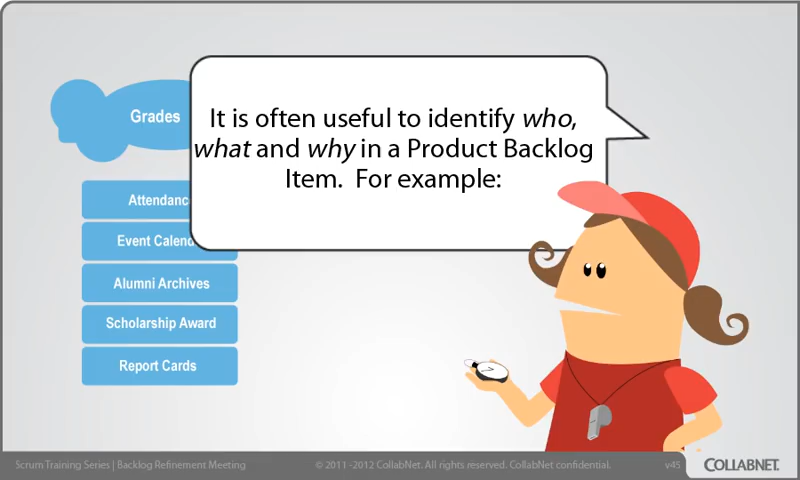 It is often useful to identify who,
what and why in a Product Backlog
Item. For example:
Grades
Attendanc
Event Calend
Alumni Archives
Scholarship Award
Report Cards
Scrum Training Series | Backlog Refinement Meeting
© 2011 -2012 CollabNet. All rights reserved. CollabNet confidential.
v45
COLLABNET